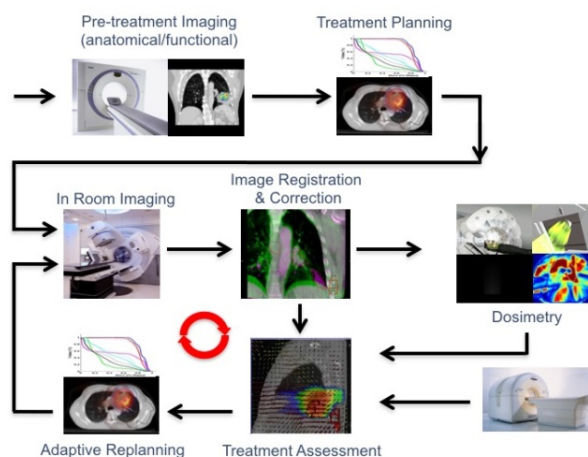 Pre-treatment Imaging
(anatomical/functional)
Treatment Planning
In Room Imaging
Image Registration
& Correction
Dosimetry
Adaptive Replanning
Treatment Assessment